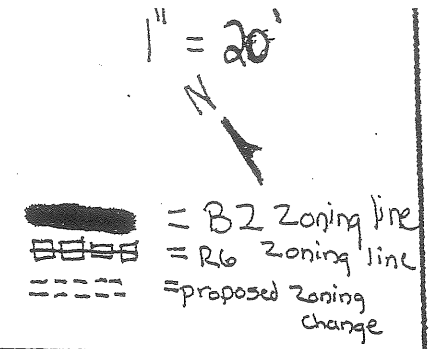 1" = 20'
N
= B2 Zoning line
= R6 Zoning line
= proposed Zoning
change